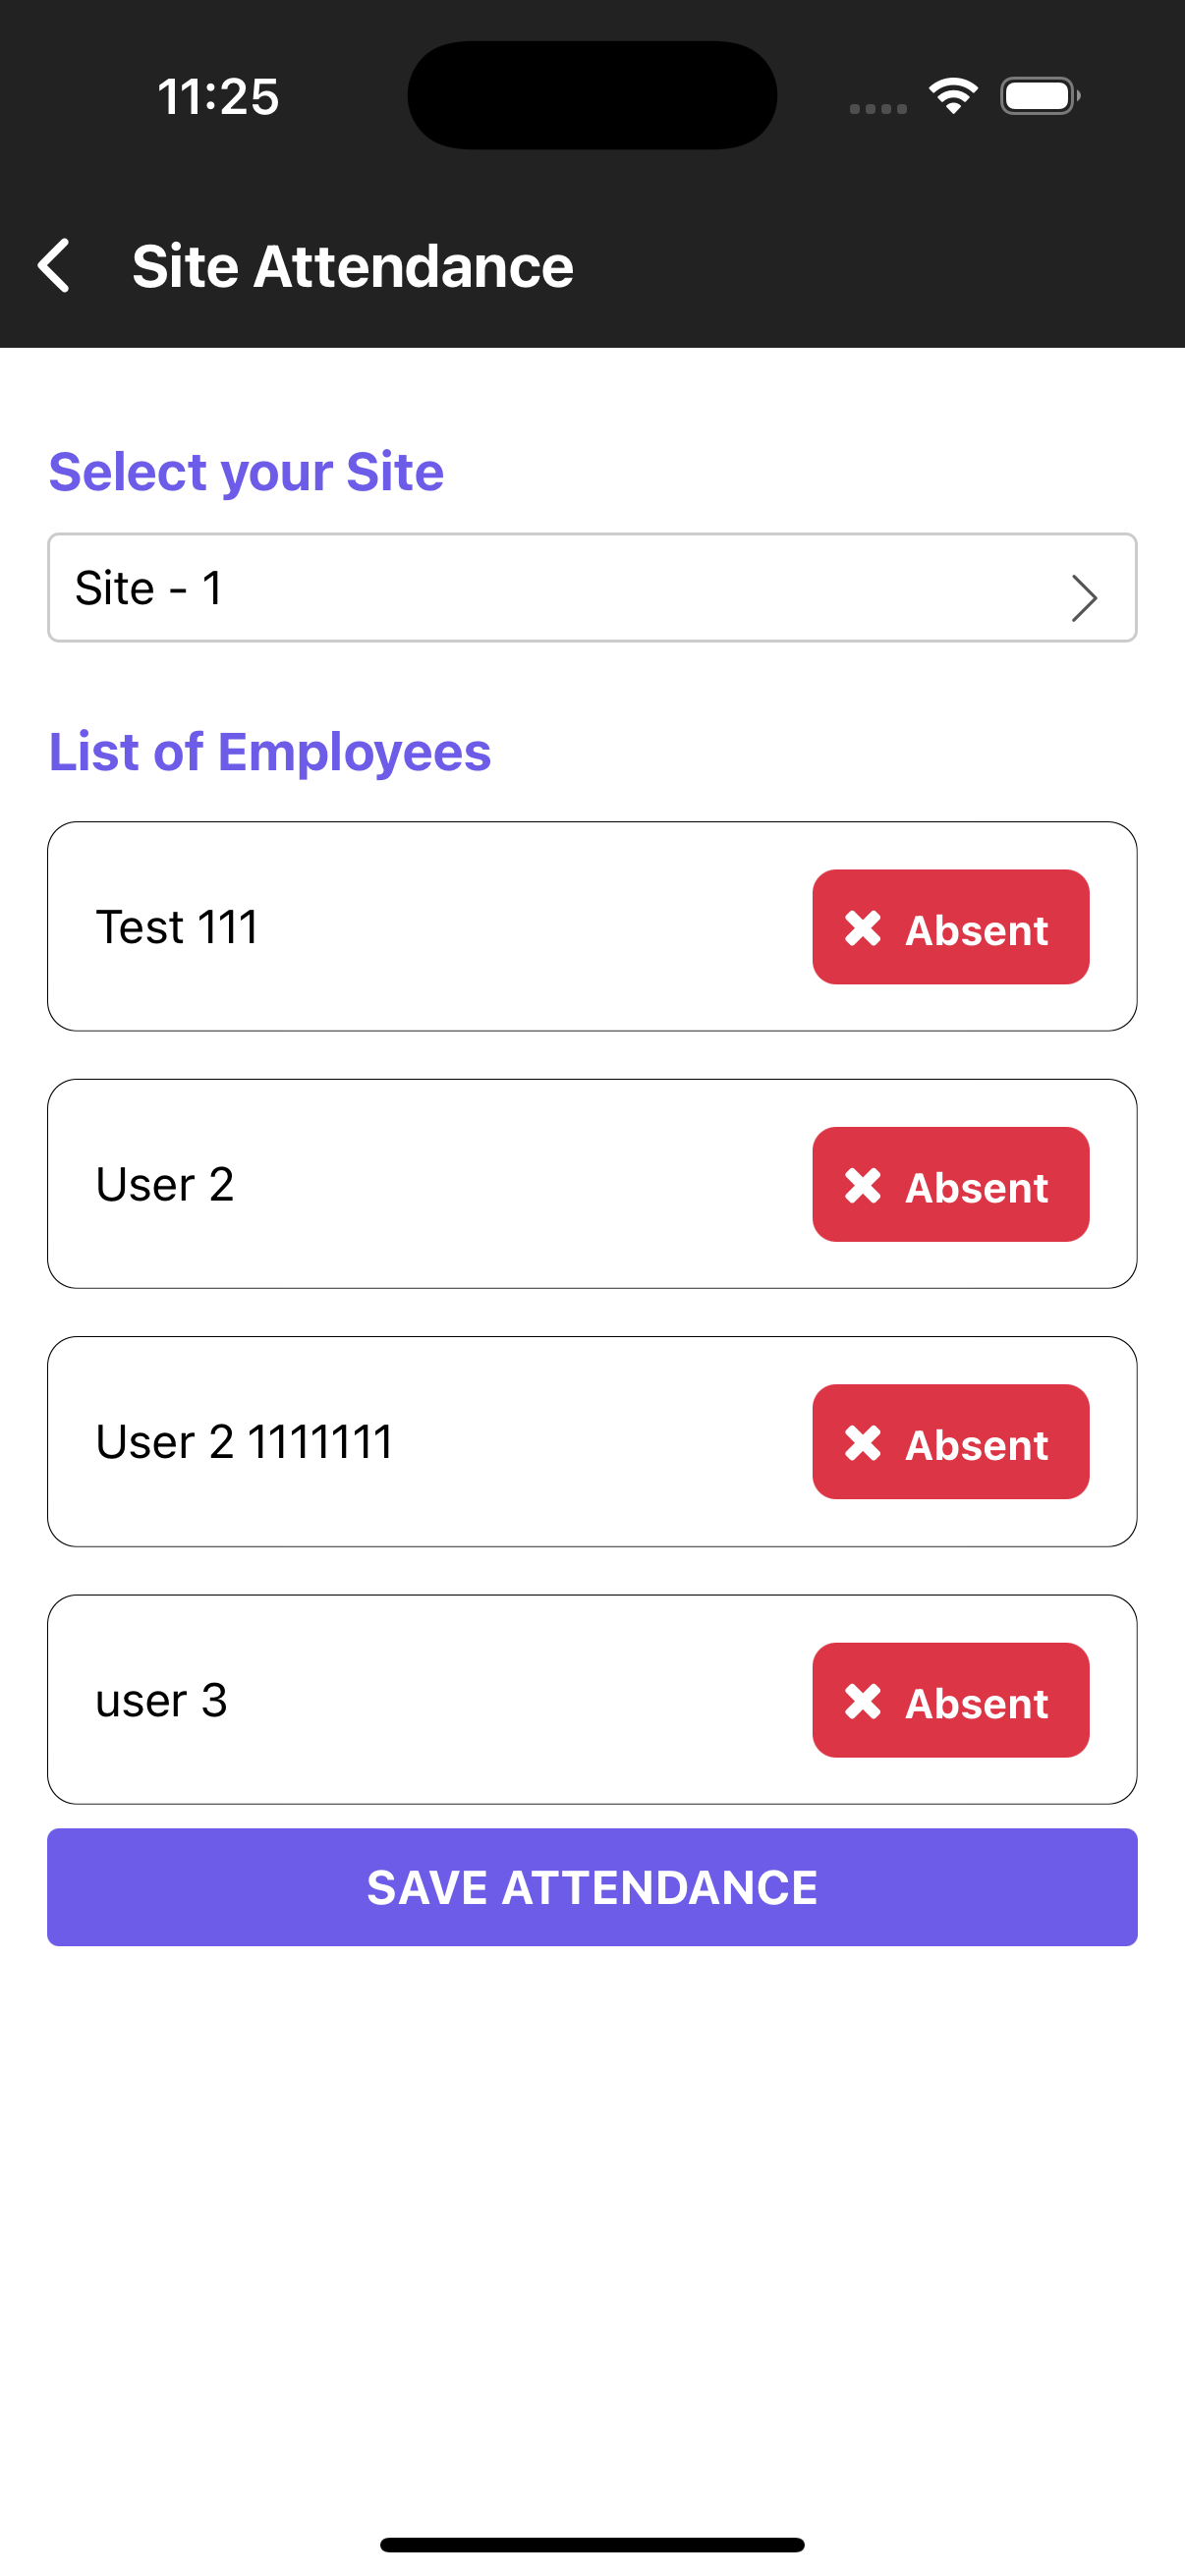 11:25
Site Attendance
Select your Site
Site - 1
List of Employees
Test 111
Absent
User 2
Absent
User 2 1111111
Absent
user 3
Absent
SAVE ATTENDANCE